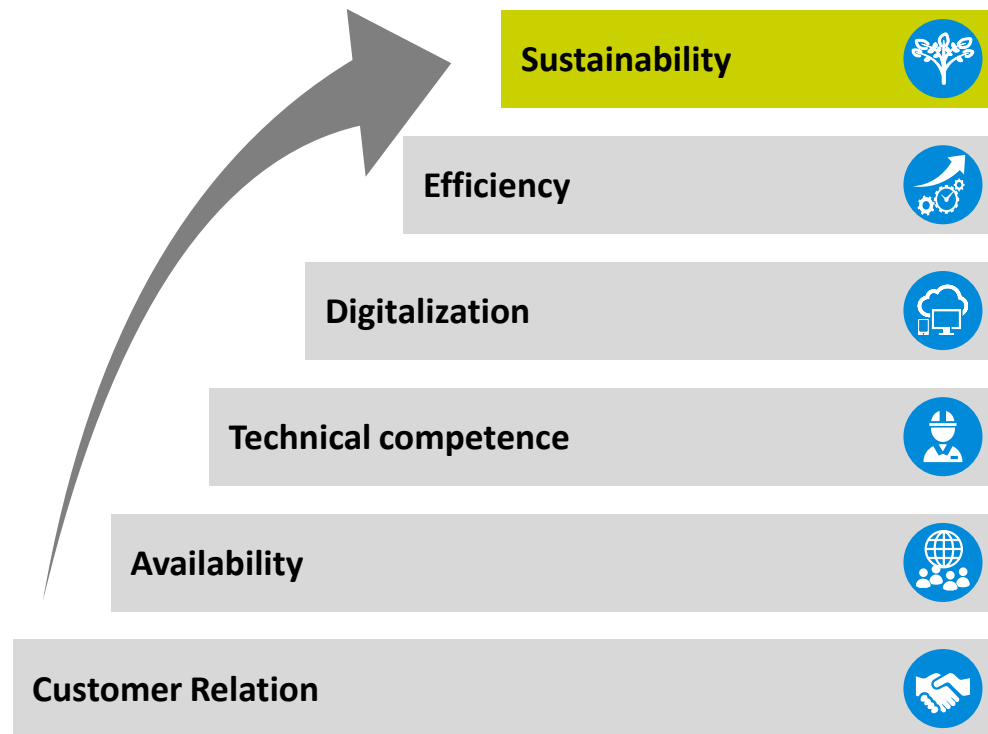 Sustainability
Efficiency
Digitalization
Technical competence
Availability
Customer Relation